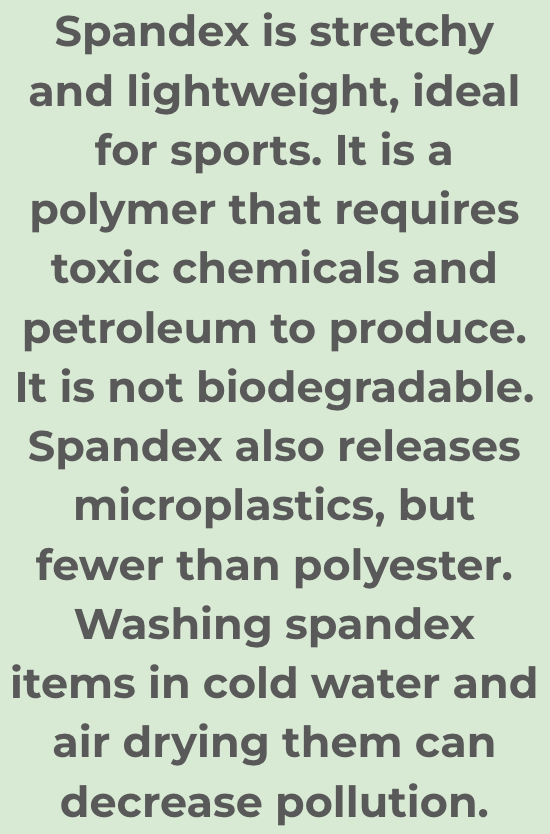 Spandex is stretchy
and lightweight, ideal
for sports. It is a
polymer that requires
toxic chemicals and
petroleum to produce.
It is not biodegradable.
Spandex also releases
microplastics, but
fewer than polyester.
Washing spandex
items in cold water and
air drying them can
decrease pollution.